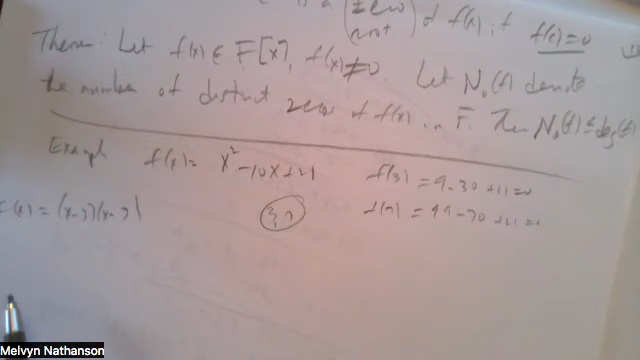 is a (zero root) of f(x) if f(c)=0
Theorem: Let f(x) ∈ F[x], f(x)≠0. Let N₀(f) denote
the number of distinct zeros of f(x) in F. Then N₀(f) ≤ deg(f)
Example f(x) = x²-10x+21 f(3) = 9-30+21=0
f(x) = (x-3)(x-7) 3,7 f(7) = 49-70+21=0
Melvyn Nathanson